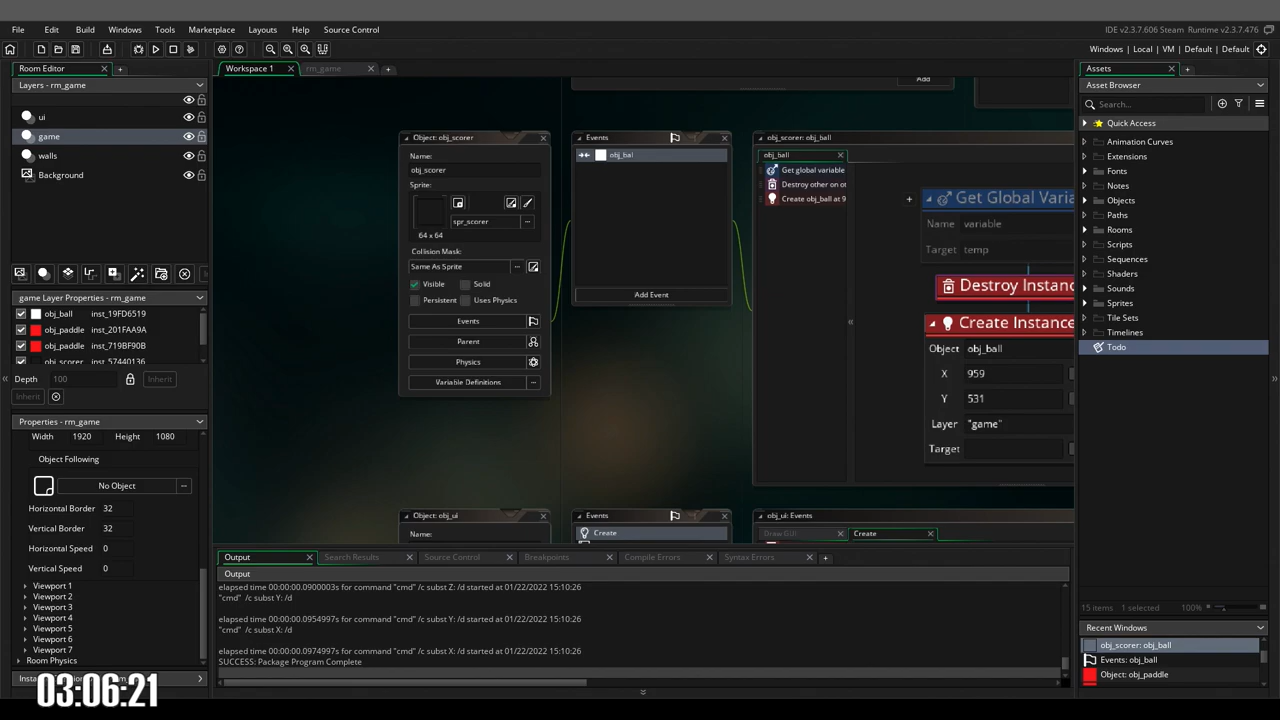 File Edit Build Windows Tools Marketplace Layouts Help Source Control
IDE v2.3.7.606 Steam Runtime v2.3.7.476
Windows | Local | VM | Default | Default
Room Editor
Layers - rm_game
ui
game
walls
Background
game Layer Properties - rm_game
obj_ball inst_19FD6519
obj_paddle inst_201FAA9A
obj_paddle inst_719BF90B
obj_scorer inst_57440136
Depth 100 Inherit
Inherit
Properties - rm_game
Width 1920 Height 1080
Object Following
No Object
Horizontal Border 32
Vertical Border 32
Horizontal Speed 0
Vertical Speed 0
Viewport 1
Viewport 2
Viewport 3
Viewport 4
Viewport 5
Viewport 6
Viewport 7
Room Physics
03:06:21
Workspace 1 rm_game
Add
Object: obj_scorer
Name:
obj_scorer
Sprite:
spr_scorer
64 x 64
Collision Mask:
Same As Sprite
Visible Solid
Persistent Uses Physics
Events
Parent
Physics
Variable Definitions
Events
obj_bal
Add Event
obj_scorer: obj_ball
obj_ball
Get global variable
Destroy other on ot
Create obj_ball at 9
Get Global Varia
Name variable
Target temp
Destroy Instanc
Create Instance
Object obj_ball
X 959
Y 531
Layer "game"
Target
Object: obj_ui
Name:
Events
Create
obj_ui: Events
Draw GUI Create
Output Search Results Source Control Breakpoints Compile Errors Syntax Errors
Output
elapsed time 00:00:00.0900003s for command "cmd" /c subst Z: /d started at 01/22/2022 15:10:26
"cmd" /c subst Y: /d
elapsed time 00:00:00.0954997s for command "cmd" /c subst Y: /d started at 01/22/2022 15:10:26
"cmd" /c subst X: /d
elapsed time 00:00:00.0974997s for command "cmd" /c subst X: /d started at 01/22/2022 15:10:26
SUCCESS: Package Program Complete
Assets
Asset Browser
Search...
Quick Access
Animation Curves
Extensions
Fonts
Notes
Objects
Paths
Rooms
Scripts
Sequences
Shaders
Sounds
Sprites
Tile Sets
Timelines
Todo
15 items 1 selected 100%
Recent Windows
obj_scorer: obj_ball
Events: obj_ball
Object: obj_paddle